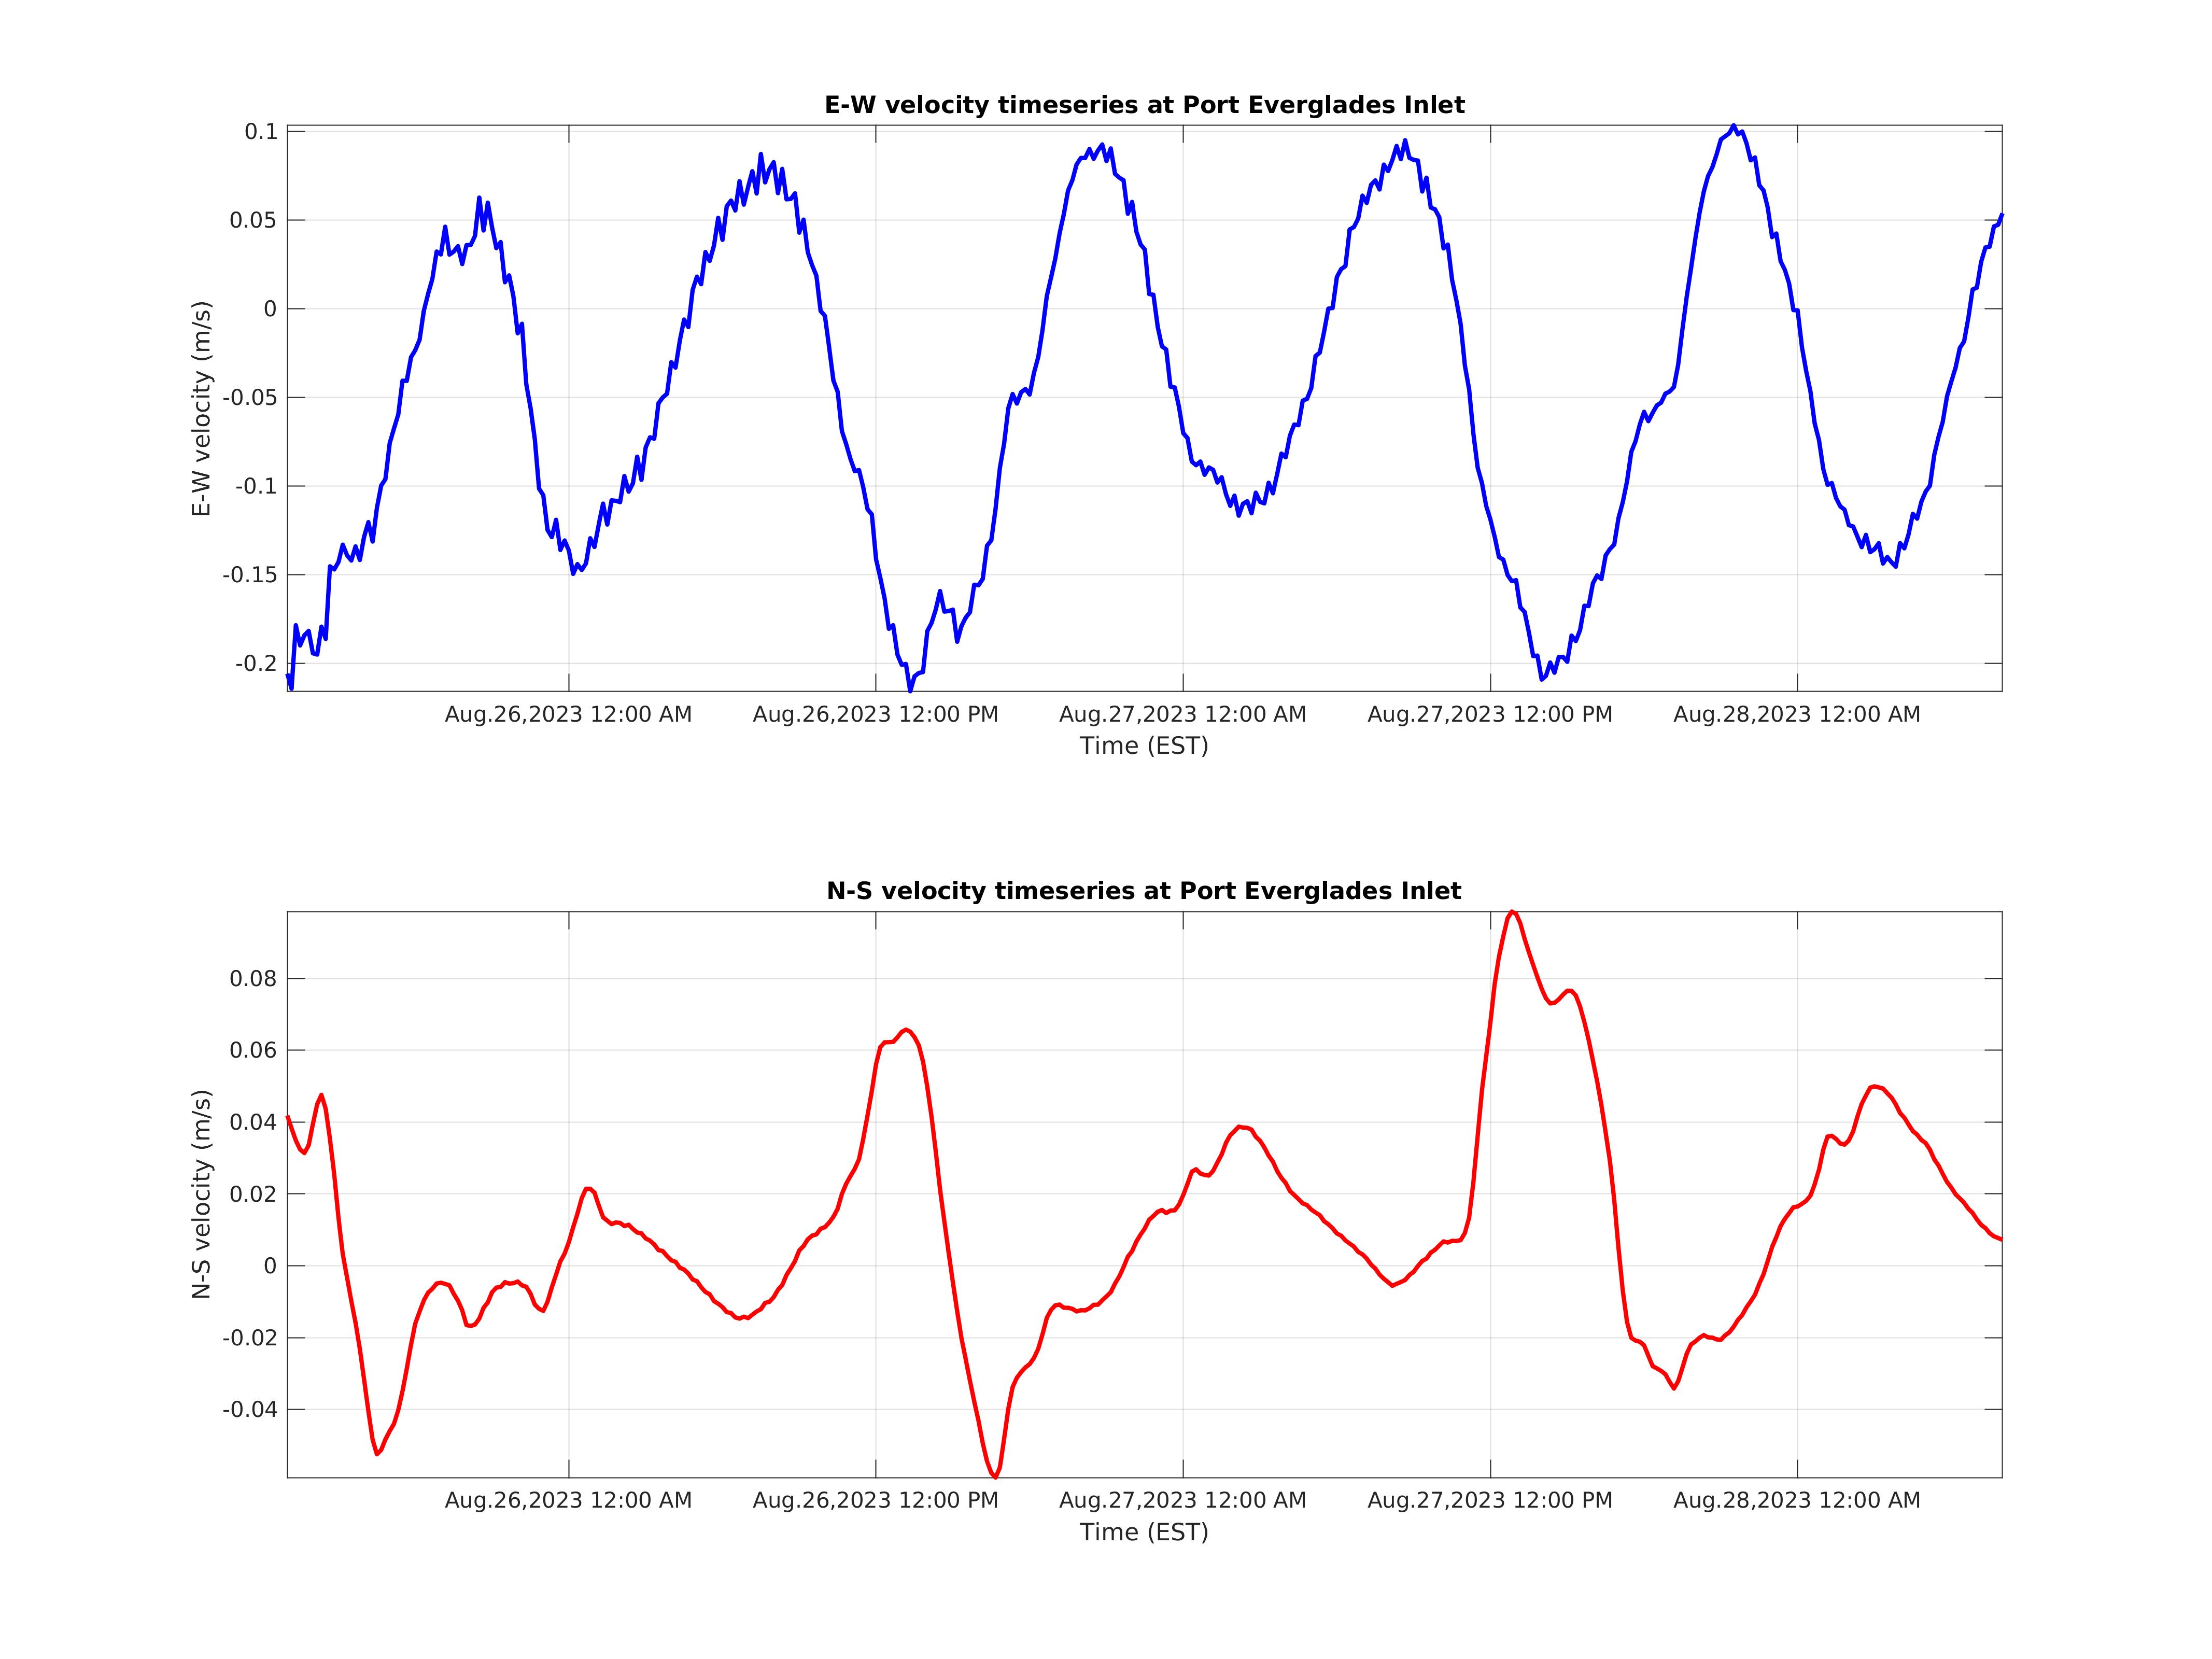 E-W velocity timeseries at Port Everglades Inlet
0.1
0.05
0
-0.05
-0.1
-0.15
-0.2
E-W velocity (m/s)
Aug.26,2023 12:00 AM Aug.26,2023 12:00 PM Aug.27,2023 12:00 AM Aug.27,2023 12:00 PM Aug.28,2023 12:00 AM
Time (EST)
N-S velocity timeseries at Port Everglades Inlet
0.08
0.06
0.04
0.02
0
-0.02
-0.04
N-S velocity (m/s)
Aug.26,2023 12:00 AM Aug.26,2023 12:00 PM Aug.27,2023 12:00 AM Aug.27,2023 12:00 PM Aug.28,2023 12:00 AM
Time (EST)